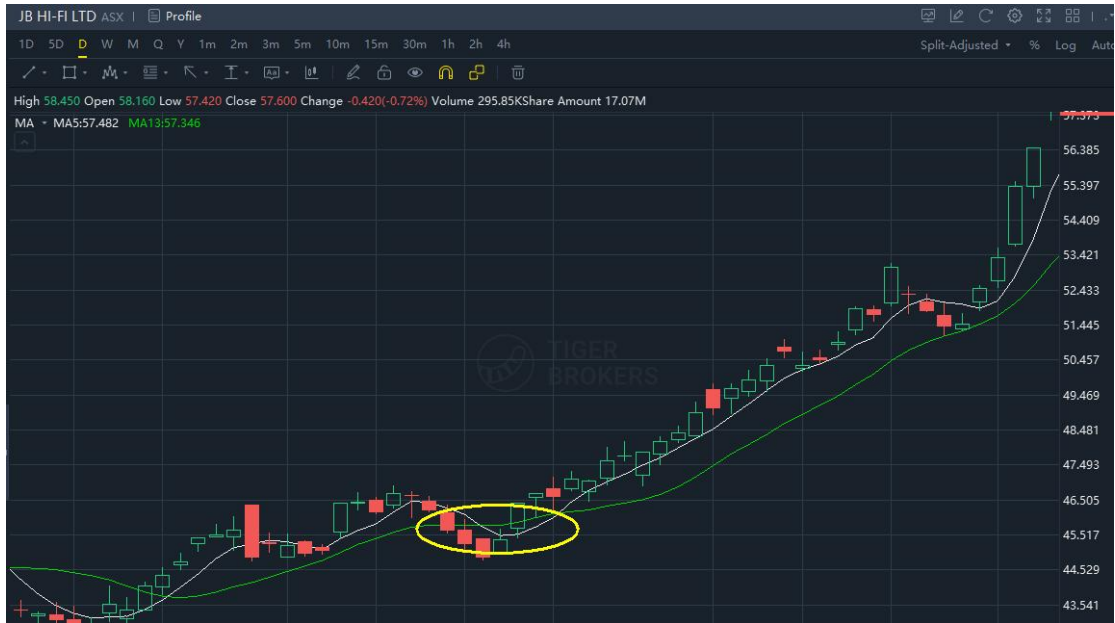 JB HI-FI LTD ASX Profile
1D 5D D W M Q Y 1m 2m 3m 5m 10m 15m 30m 1h 2h 4h Split-Adjusted % Log Auto
High 58.450 Open 58.160 Low 57.420 Close 57.600 Change -0.420(-0.72%) Volume 295.85KShare Amount 17.07M
MA MA5:57.482 MA13:57.346
57.373
56.385
55.397
54.409
53.421
52.433
51.445
TIGER
BROKERS
50.457
49.469
48.481
47.493
46.505
45.517
44.529
43.541